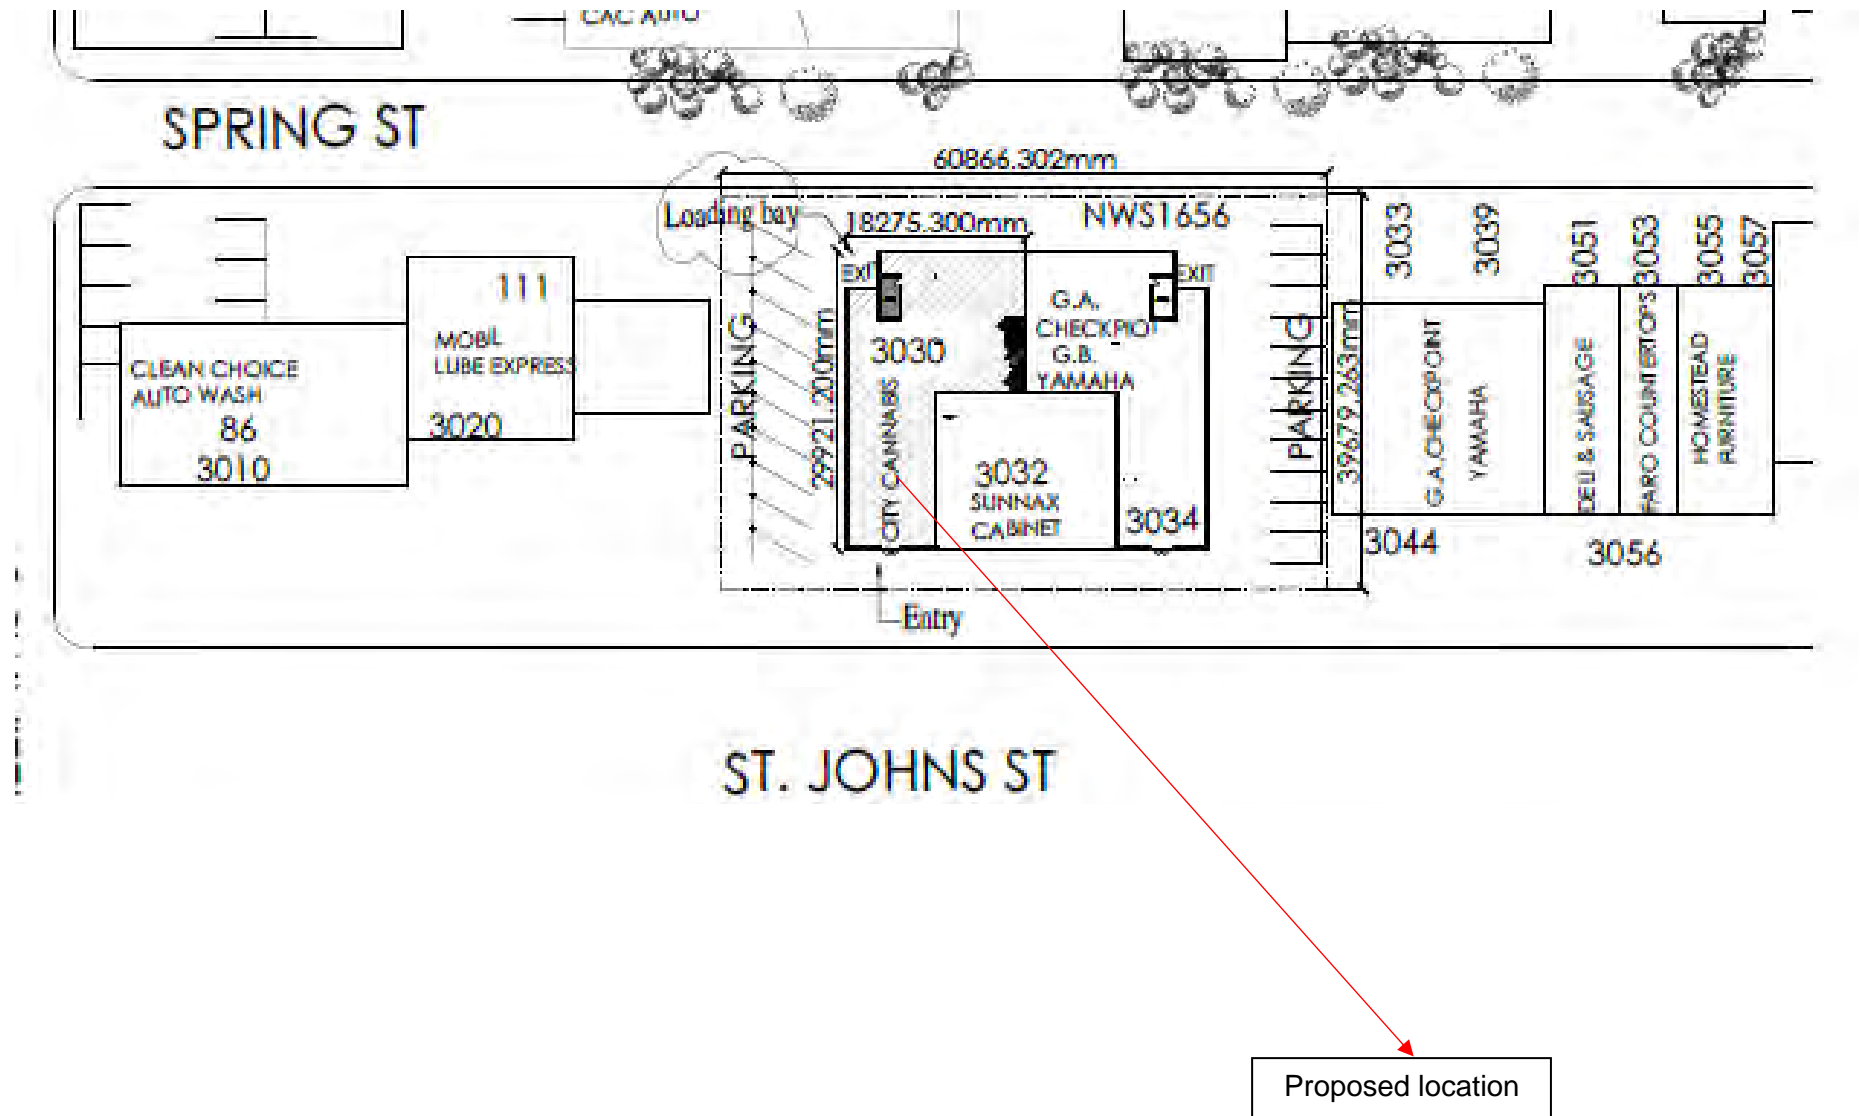 CAC AUTO
SPRING ST
60866.302mm
Loading bay
18275.300mm
NWS1656
3033
3039
3051
3053
3055
3057
EXIT
EXIT
111
MOBIL
LUBE EXPRESS
3020
CLEAN CHOICE
AUTO WASH
86
3010
PARKING
29921.200mm
3030
CITY CANNABS
G.A.
CHECKPIOT
G.B.
YAMAHA
3032
SUNNAX
CABINET
3034
PARKING
39679.263mm
G.A.CHECKPOINT
YAMAHA
DELI & SAUSAGE
FARO COUNTERTOPS
HOMESTEAD
FURNITURE
3044
3056
Entry
ST. JOHNS ST
Proposed location